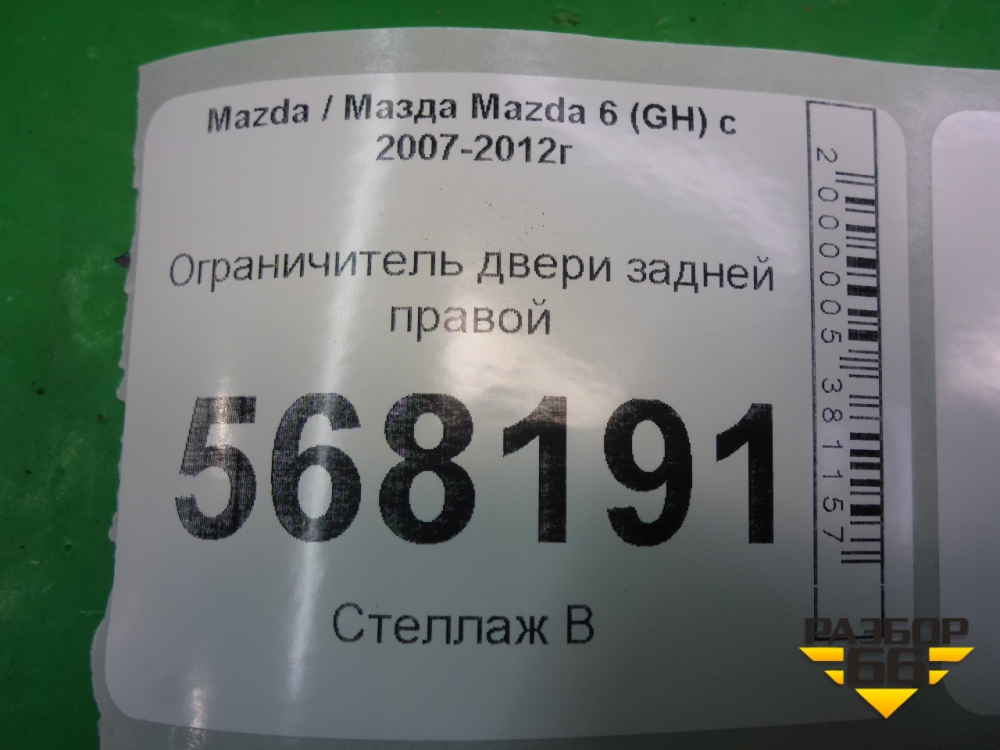 Mazda / Мазда Mazda 6 (GH) с
2007-2012г
Ограничитель двери задней
правой
568191
Стеллаж В
2000005381157
РАЗБОР
66